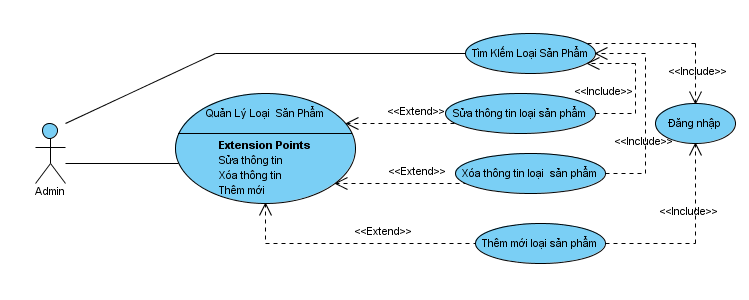 Tìm Kiếm Loại Sản Phẩm
<<Include>>
<<Include>>
Quản Lý Loại Săn Phẩm
<<Extend>>
Sửa thông tin loại sản phẩm
Đăng nhập
Extension Points
Sửa thông tin
<<Include>>
Xóa thông tin
<<Extend>>
Xóa thông tin loại sản phẩm
Thêm mới
Admin
<<Include>>
<<Extend>>
Thêm mới loại sản phẩm